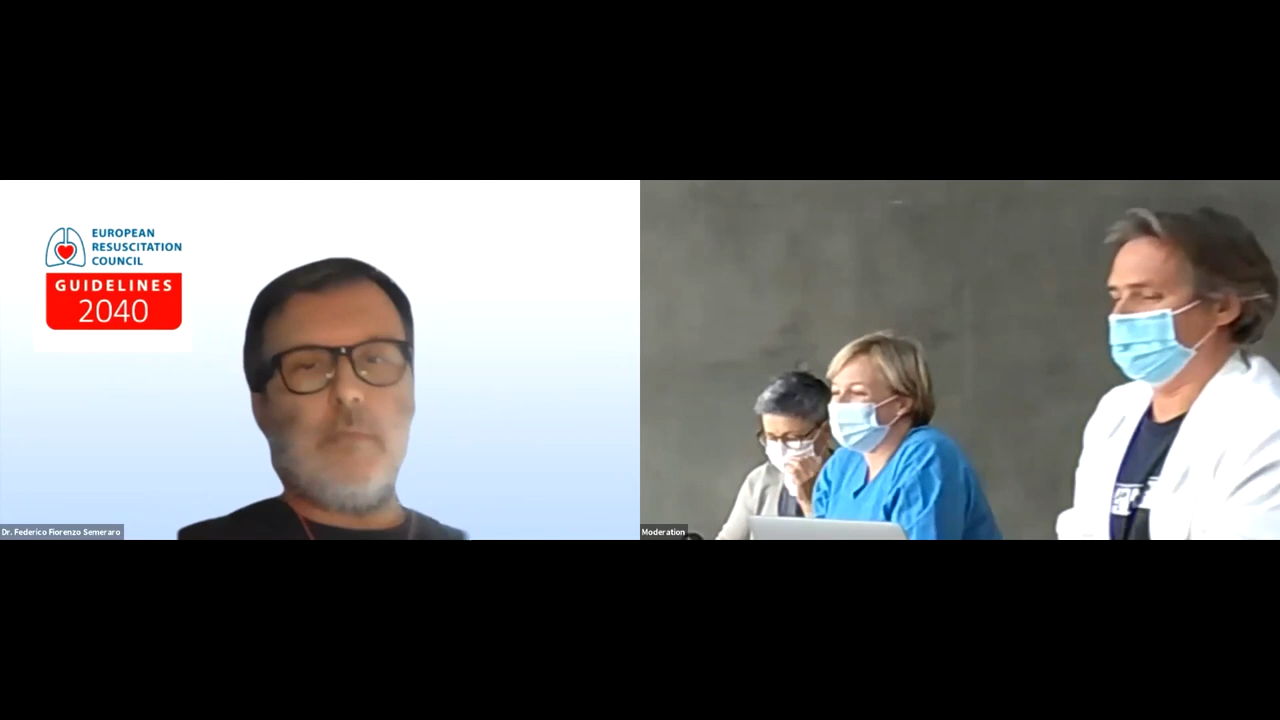 EUROPEAN
RESUSCITATION
COUNCIL
GUIDELINES
2040
Dr. Federico Fiorenzo Semeraro
Moderation